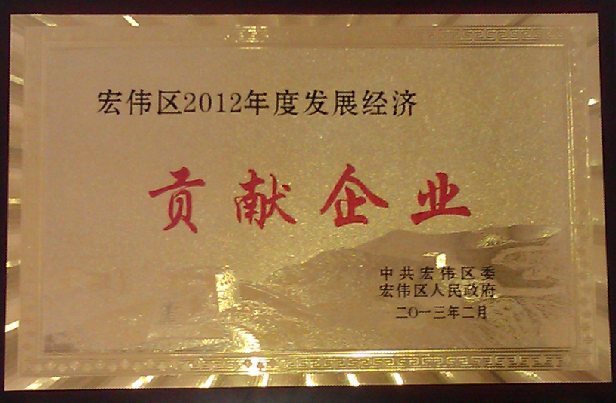 宏伟区2012年度发展经济
贡献企业
中共宏伟区委
宏伟区人民政府
二〇一三年二月